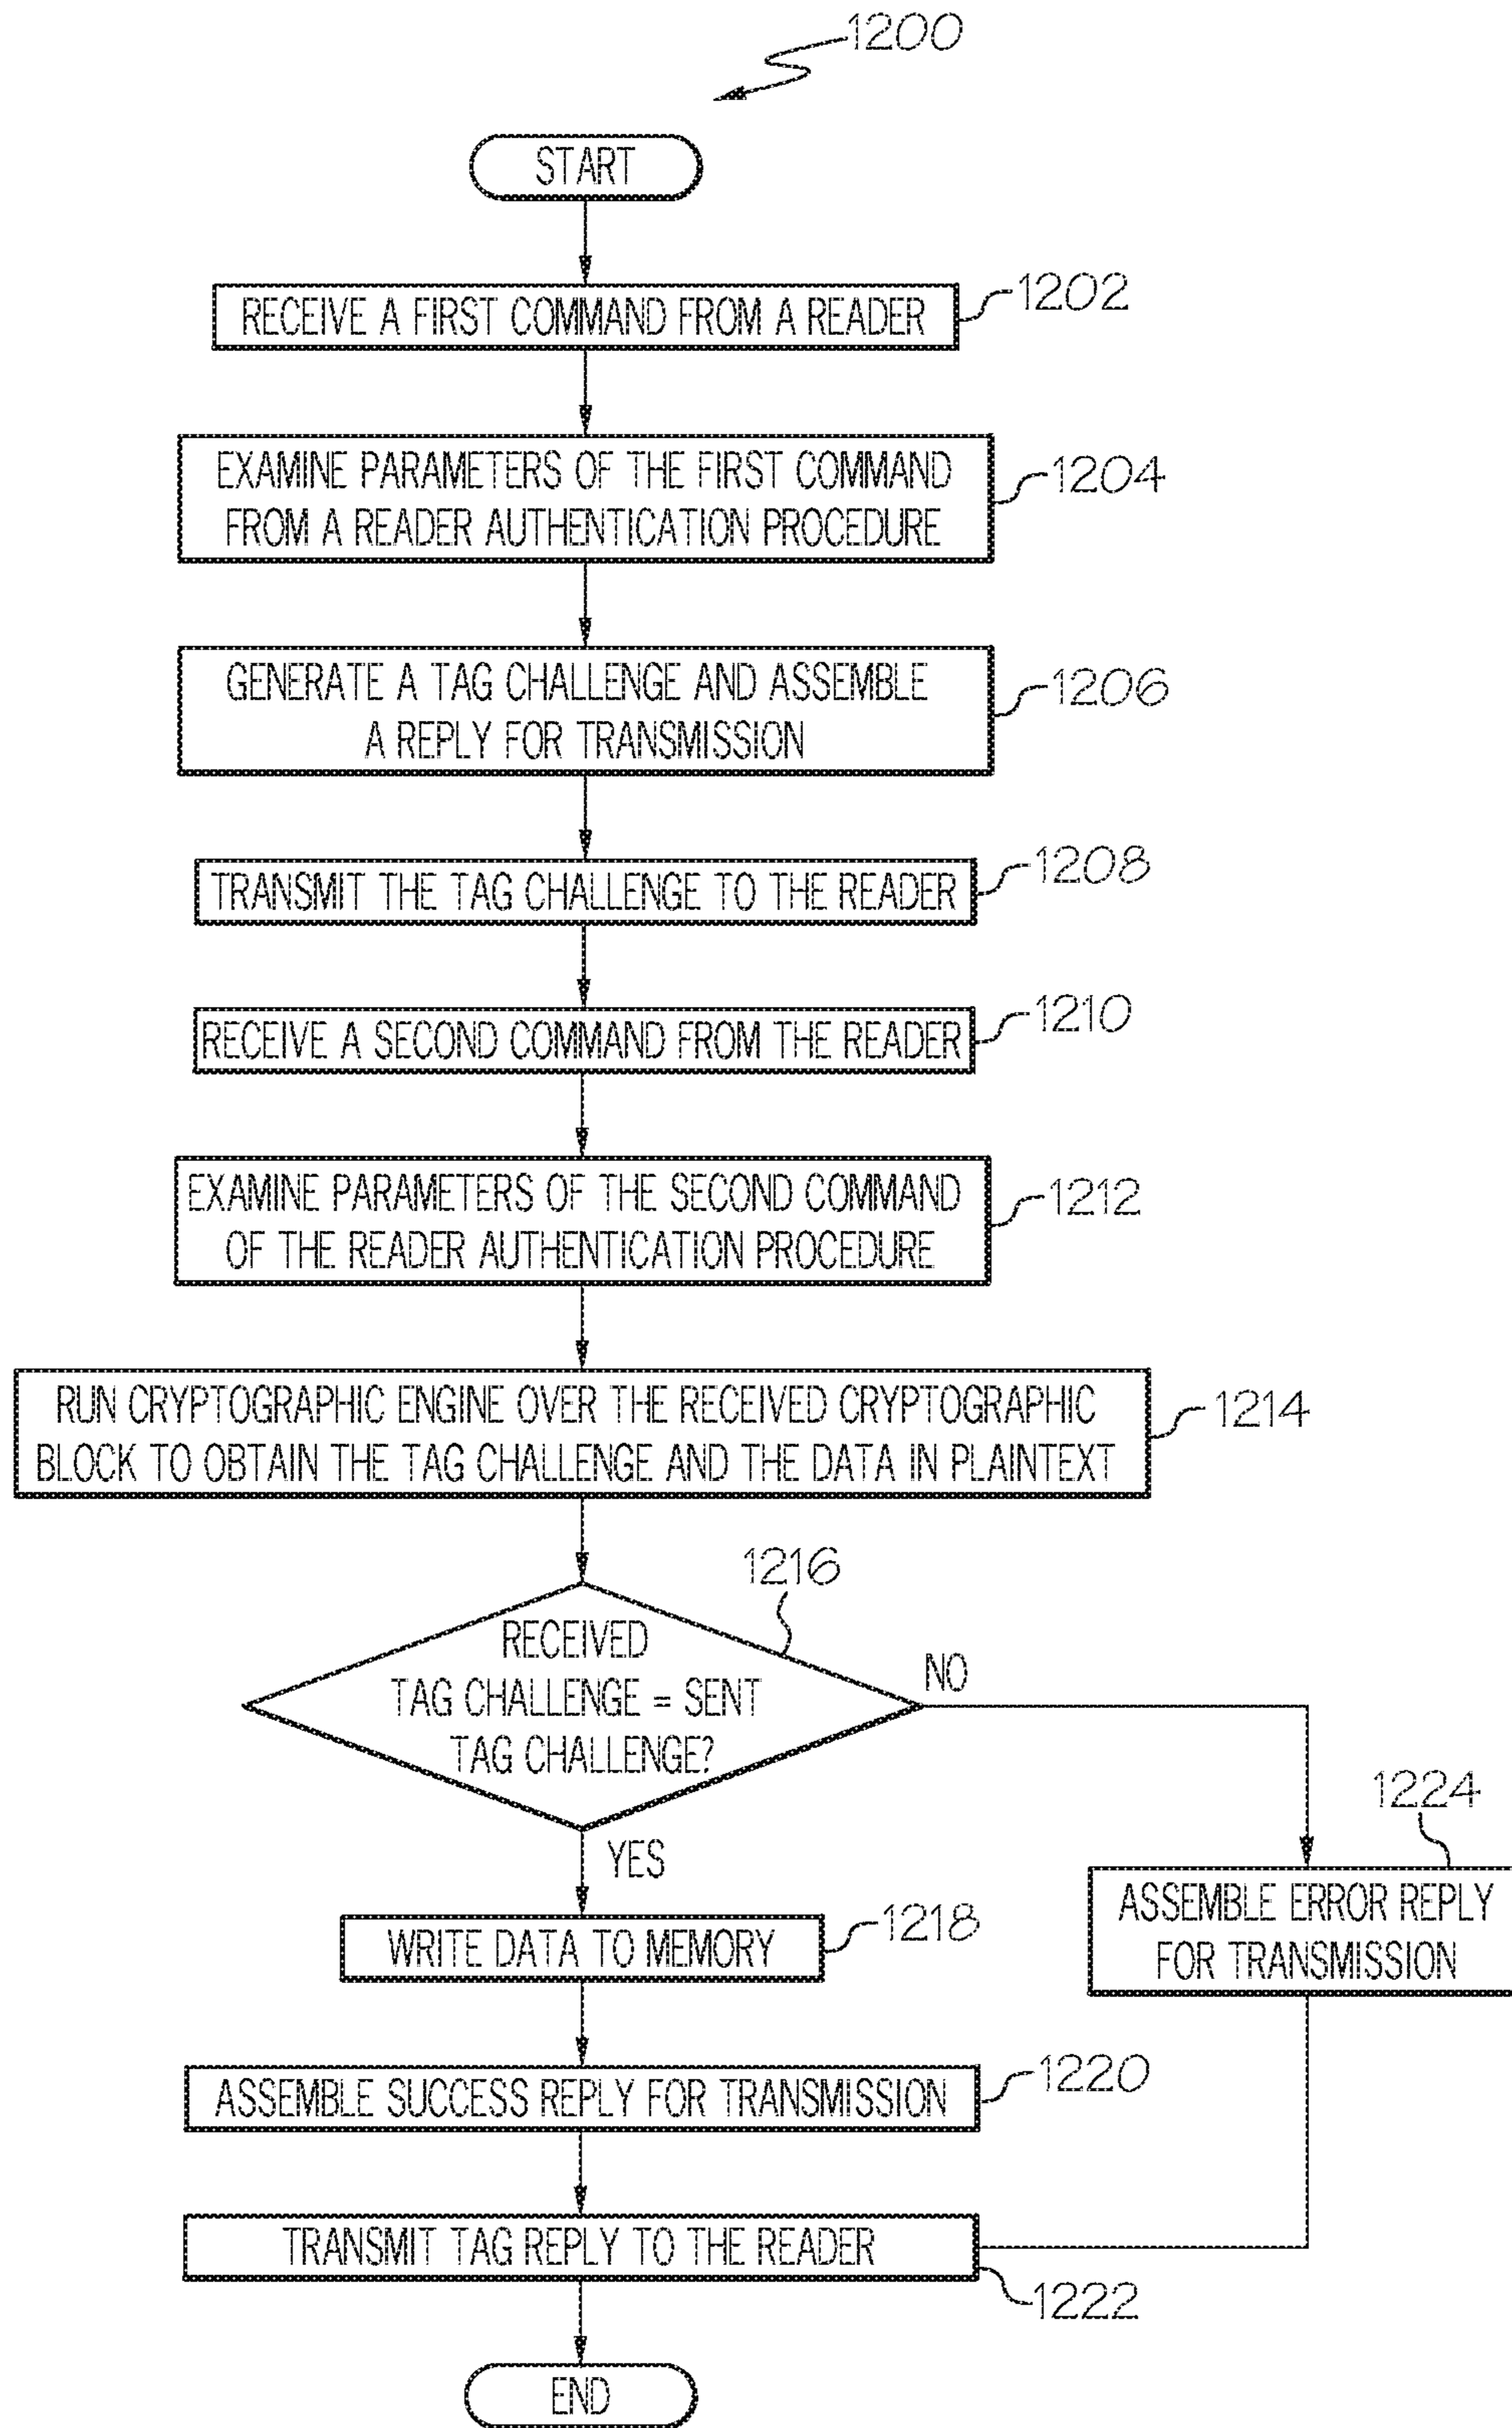 1200
START
RECEIVE A FIRST COMMAND FROM A READER
1202
EXAMINE PARAMETERS OF THE FIRST COMMAND
FROM A READER AUTHENTICATION PROCEDURE
1204
GENERATE A TAG CHALLENGE AND ASSEMBLE
A REPLY FOR TRANSMISSION
1206
TRANSMIT THE TAG CHALLENGE TO THE READER
1208
RECEIVE A SECOND COMMAND FROM THE READER
1210
EXAMINE PARAMETERS OF THE SECOND COMMAND
OF THE READER AUTHENTICATION PROCEDURE
1212
RUN CRYPTOGRAPHIC ENGINE OVER THE RECEIVED CRYPTOGRAPHIC
BLOCK TO OBTAIN THE TAG CHALLENGE AND THE DATA IN PLAINTEXT
1214
1216
RECEIVED
TAG CHALLENGE = SENT
TAG CHALLENGE?
NO
YES
1224
ASSEMBLE ERROR REPLY
FOR TRANSMISSION
WRITE DATA TO MEMORY
1218
ASSEMBLE SUCCESS REPLY FOR TRANSMISSION
1220
TRANSMIT TAG REPLY TO THE READER
1222
END